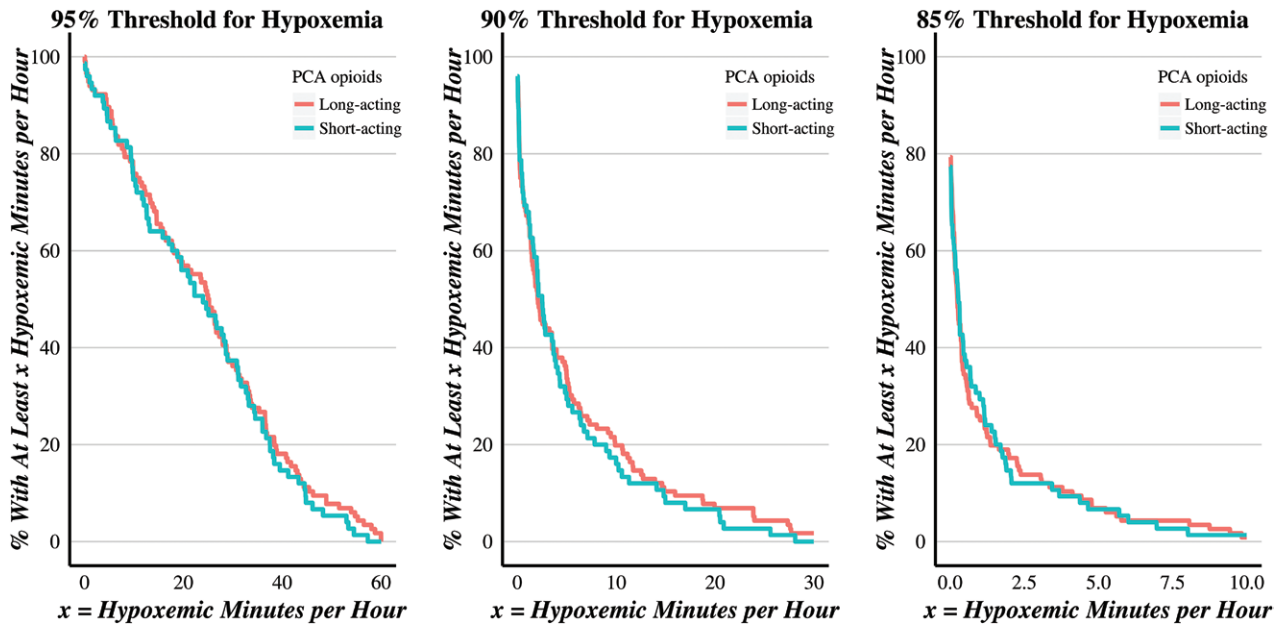 95% Threshold for Hypoxemia
% With At Least x Hypoxemic Minutes per Hour
100
80
60
40
20
0
PCA opioids
Long-acting
Short-acting
0 20 40 60
x = Hypoxemic Minutes per Hour
90% Threshold for Hypoxemia
% With At Least x Hypoxemic Minutes per Hour
100
80
60
40
20
0
PCA opioids
Long-acting
Short-acting
0 10 20 30
x = Hypoxemic Minutes per Hour
85% Threshold for Hypoxemia
% With At Least x Hypoxemic Minutes per Hour
100
80
60
40
20
0
PCA opioids
Long-acting
Short-acting
0.0 2.5 5.0 7.5 10.0
x = Hypoxemic Minutes per Hour